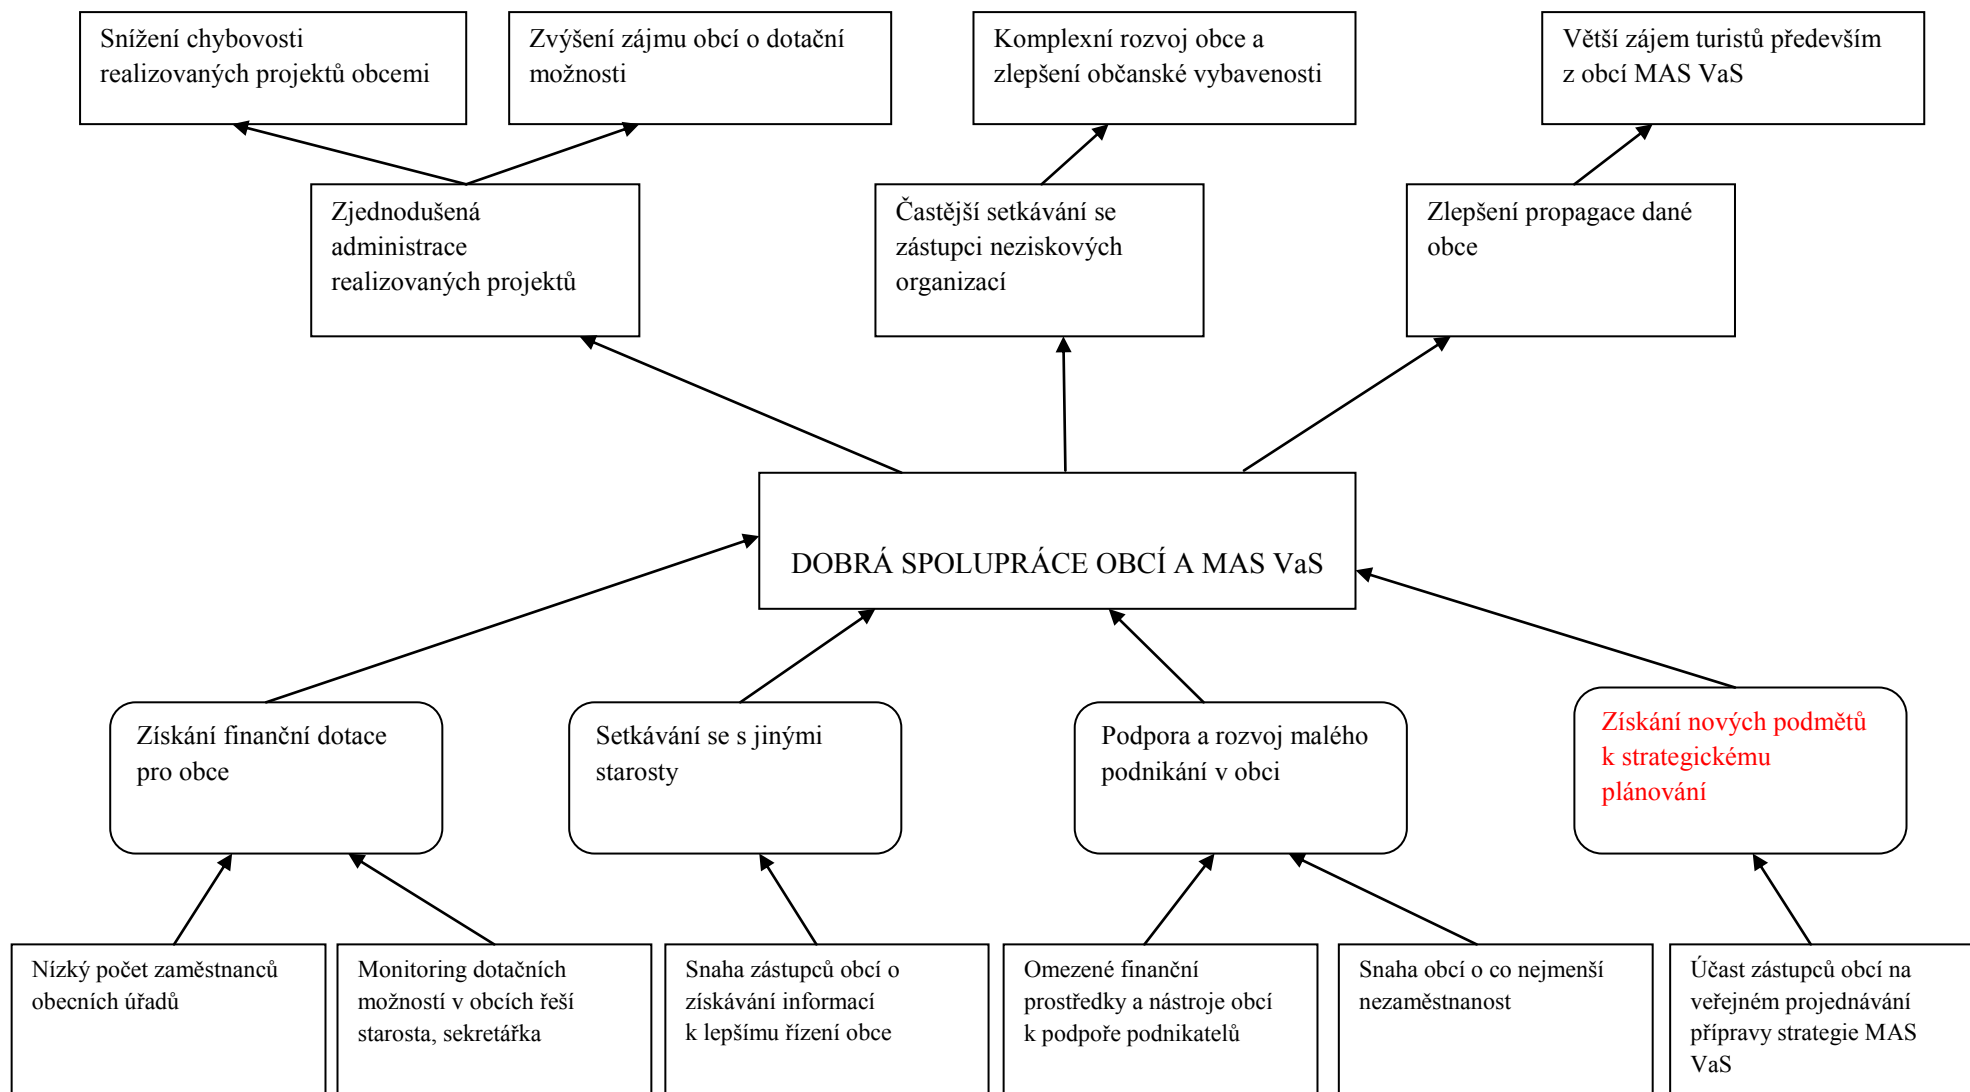 Snížení chybovosti
realizovaných projektů obcemi
Zvýšení zájmu obcí o dotační
možnosti
Komplexní rozvoj obce a
zlepšení občanské vybavenosti
Větší zájem turistů především
z obcí MAS VaS
Zjednodušená
administrace
realizovaných projektů
Častější setkávání se
zástupci neziskových
organizací
Zlepšení propagace dané
obce
DOBRÁ SPOLUPRÁCE OBCÍ A MAS VaS
Získání finanční dotace
pro obce
Setkávání se s jinými
starosty
Podpora a rozvoj malého
podnikání v obci
Získání nových podmětů
k strategickému
plánování
Nízký počet zaměstnanců
obecních úřadů
Monitoring dotačních
možností v obcích řeší
starosta, sekretářka
Snaha zástupců obcí o
získávání informací
k lepšímu řízení obce
Omezené finanční
prostředky a nástroje obcí
k podpoře podnikatelů
Snaha obcí o co nejmenší
nezaměstnanost
Účast zástupců obcí na
veřejném projednávání
přípravy strategie MAS
VaS